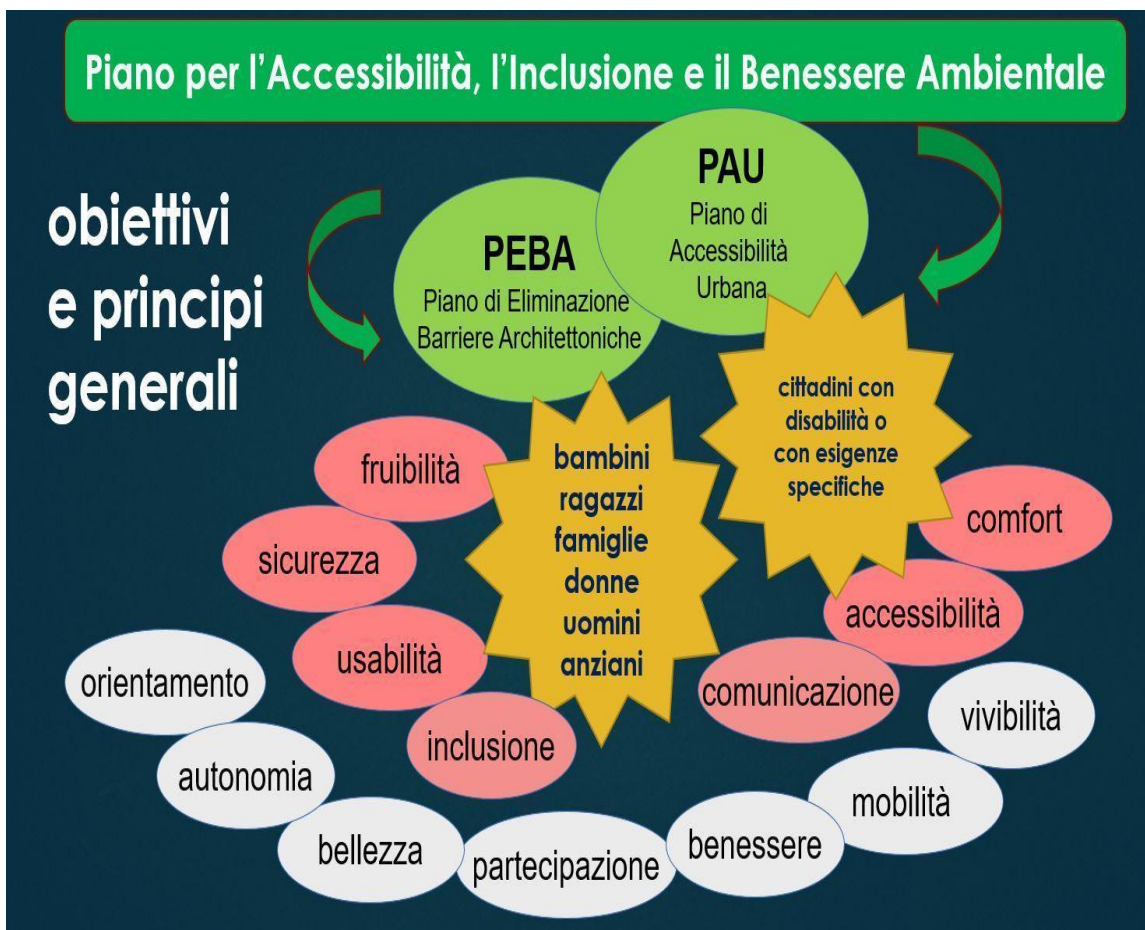 Piano per l'Accessibilità, l'Inclusione e il Benessere Ambientale
obiettivi
e principi
generali
PEBA
Piano di Eliminazione
Barriere Architettoniche
PAU
Piano di
Accessibilità
Urbana
bambini
ragazzi
famiglie
donne
uomini
anziani
cittadini con
disabilità o
con esigenze
specifiche
fruibilità
sicurezza
usabilità
inclusione
comfort
accessibilità
comunicazione
orientamento
autonomia
bellezza
partecipazione
benessere
mobilità
vivibilità